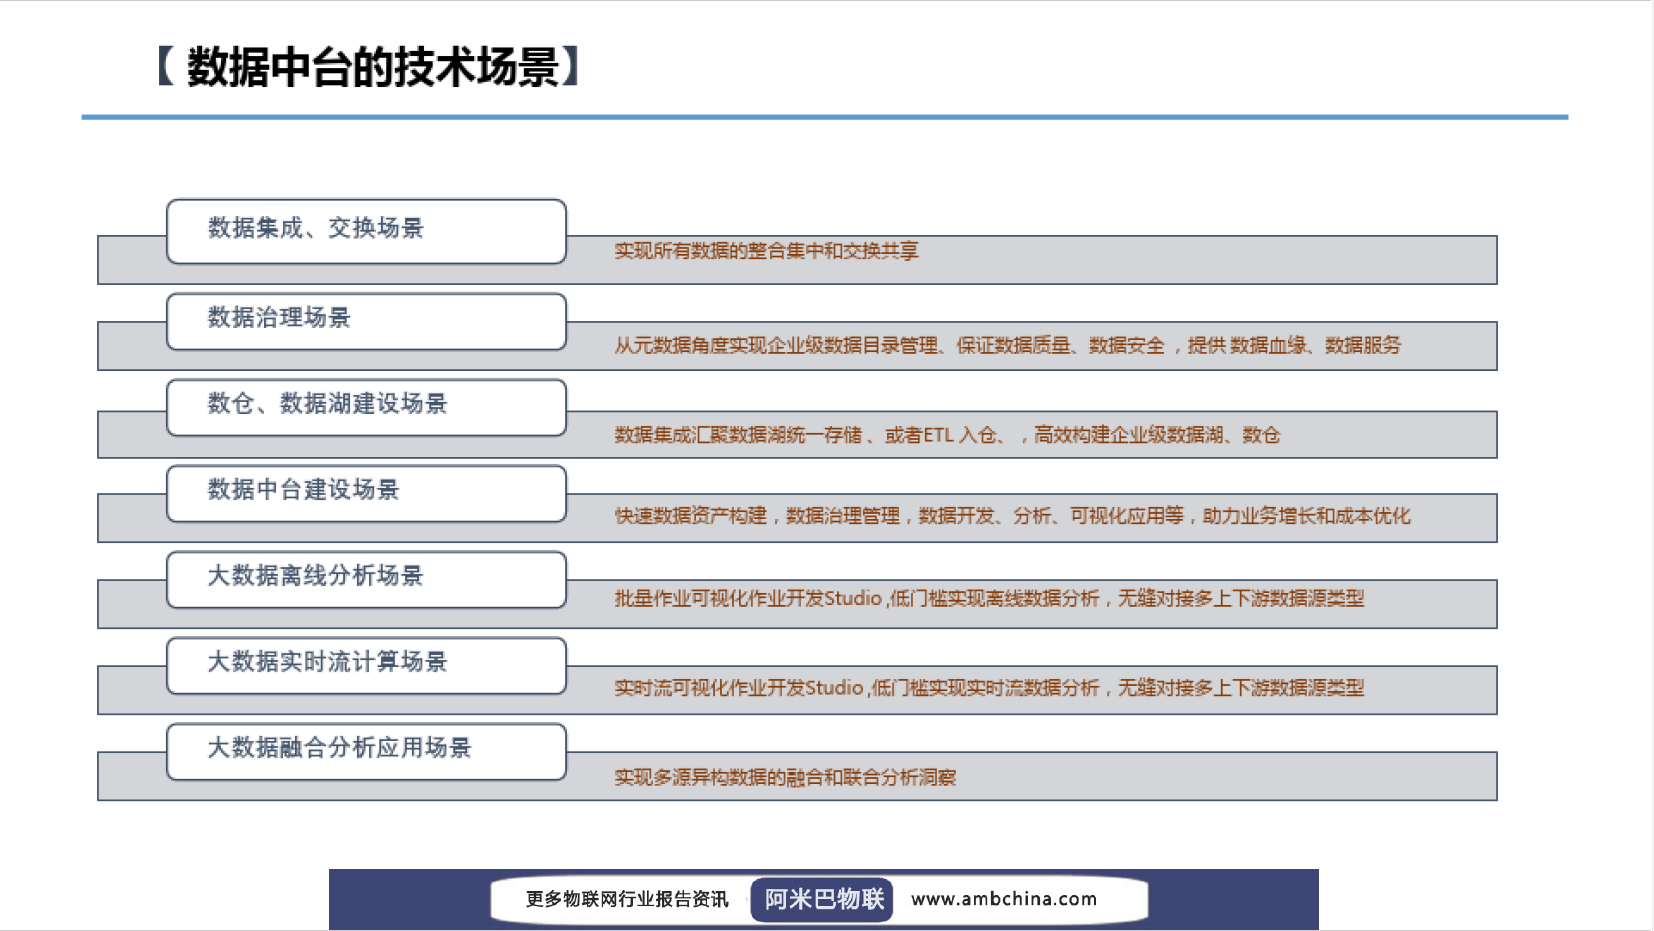 【 数据中台的技术场景】
数据集成、交换场景
实现所有数据的整合集中和交换共享
数据治理场景
从元数据角度实现企业级数据目录管理、保证数据质量、数据安全 ，提供 数据血缘、数据服务
数仓、数据湖建设场景
数据集成汇聚数据湖统一存储 、或者ETL 入仓、 ，高效构建企业级数据湖、数仓
数据中台建设场景
快速数据资产构建，数据治理管理，数据开发、分析、可视化应用等，助力业务增长和成本优化
大数据离线分析场景
批量作业可视化作业开发Studio ,低门槛实现离线数据分析，无缝对接多上下游数据源类型
大数据实时流计算场景
实时流可视化作业开发Studio ,低门槛实现实时流数据分析，无缝对接多上下游数据源类型
大数据融合分析应用场景
实现多源异构数据的融合和联合分析洞察
更多物联网行业报告资讯 阿米巴物联 www.ambchina.com